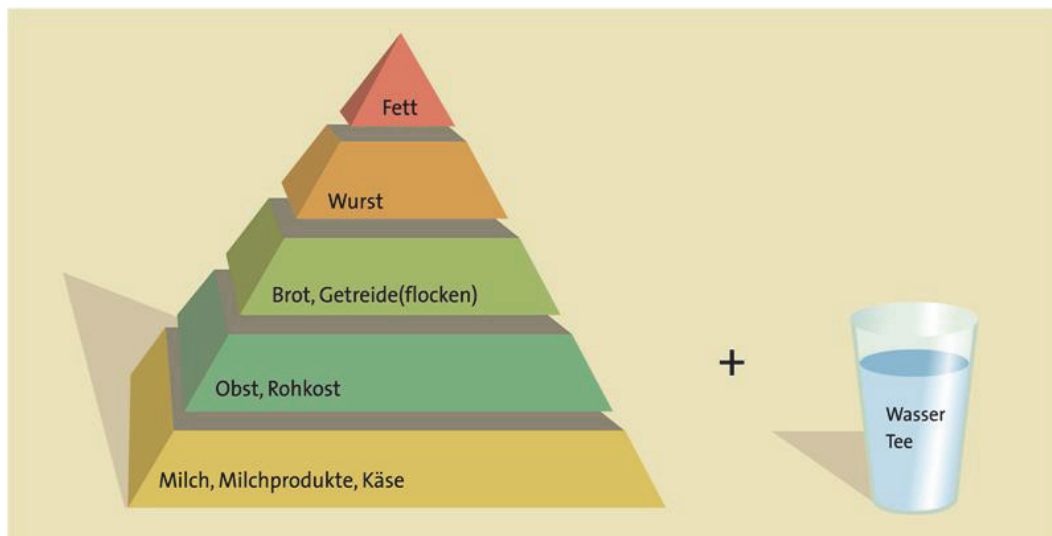 Fett
Wurst
Brot, Getreide(flocken)
Obst, Rohkost
Milch, Milchprodukte, Käse
+
Wasser
Tee